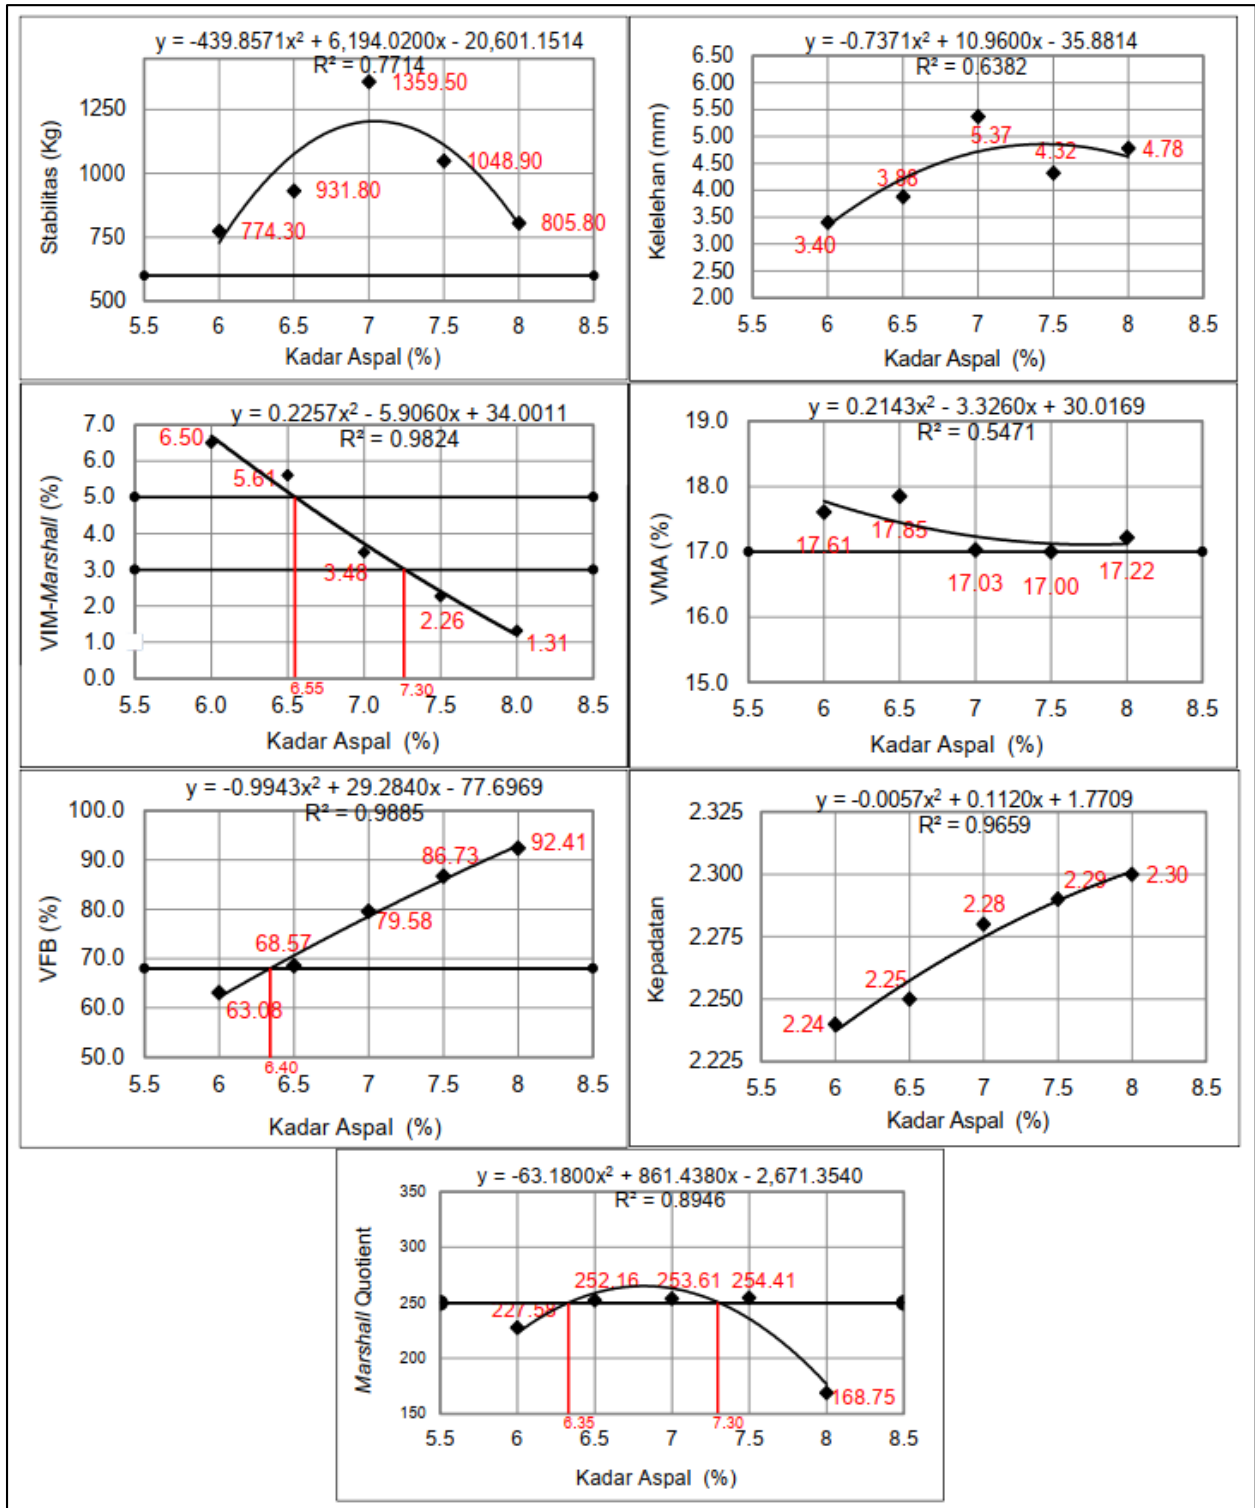 y = -439.8571x² + 6,194.0200x - 20,601.1514
R² = 0.7714
1359.50
1250
1048.90
1000
931.80
774.30
805.80
750
500
Stabilitas (Kg)
5.5 6 6.5 7 7.5 8 8.5
Kadar Aspal (%)
y = -0.7371x² + 10.9600x - 35.8814
R² = 0.6382
6.50
6.00
5.50
5.00
4.50
4.00
3.50
3.00
2.50
2.00
Kelelehan (mm)
3.40
3.88
5.37
4.32
4.78
5.5 6 6.5 7 7.5 8 8.5
Kadar Aspal (%)
y = 0.2257x² - 5.9060x + 34.0011
R² = 0.9824
7.0
6.0
5.0
4.0
3.0
2.0
1.0
0.0
VIM-Marshall (%)
6.50
5.61
3.48
2.26
1.31
6.55
7.30
5.5 6.0 6.5 7.0 7.5 8.0 8.5
Kadar Aspal (%)
y = 0.2143x² - 3.3260x + 30.0169
R² = 0.5471
19.0
18.0
17.0
16.0
15.0
VMA (%)
17.61
17.85
17.03
17.00
17.22
5.5 6 6.5 7 7.5 8 8.5
Kadar Aspal (%)
y = -0.9943x² + 29.2840x - 77.6969
R² = 0.9885
100.0
90.0
80.0
70.0
60.0
50.0
VFB (%)
63.08
68.57
79.58
86.73
92.41
6.40
5.5 6 6.5 7 7.5 8 8.5
Kadar Aspal (%)
y = -0.0057x² + 0.1120x + 1.7709
R² = 0.9659
2.325
2.300
2.275
2.250
2.225
Kepadatan
2.24
2.25
2.28
2.29
2.30
5.5 6 6.5 7 7.5 8 8.5
Kadar Aspal (%)
y = -63.1800x² + 861.4380x - 2,671.3540
R² = 0.8946
350
300
250
200
150
Marshall Quotient
252.16
253.61
254.41
168.75
6.35
7.30
5.5 6 6.5 7 7.5 8 8.5
Kadar Aspal (%)